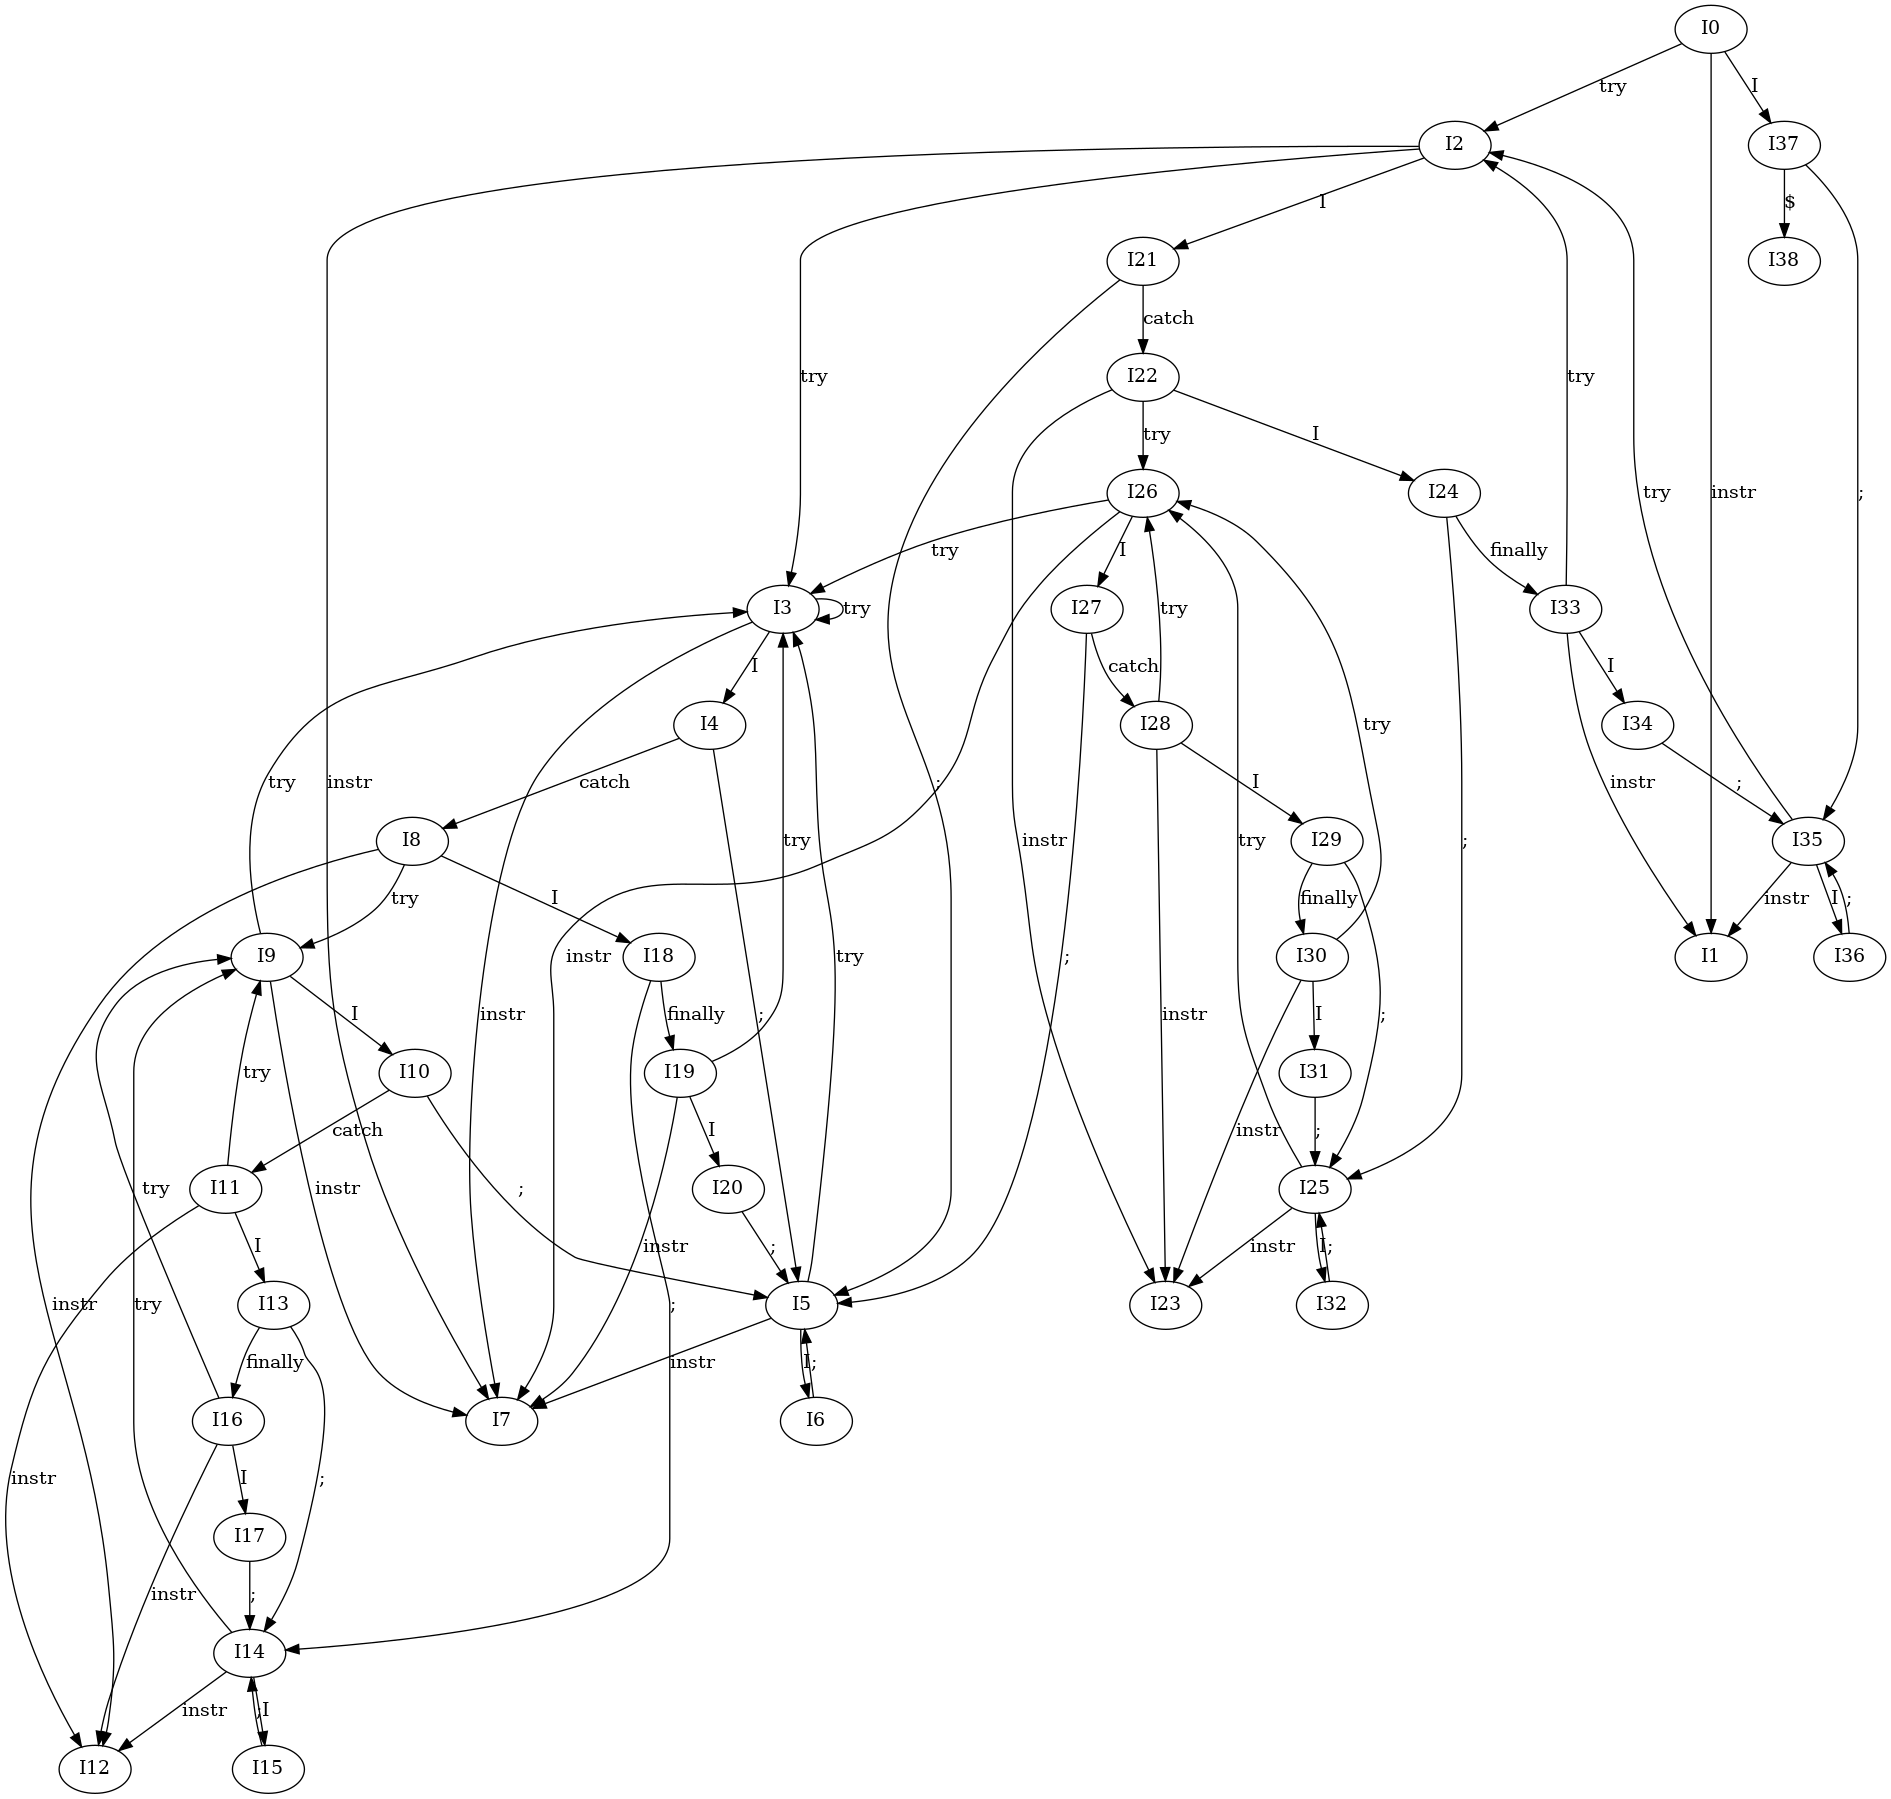 I0
try
I
I2
I37
instr
I
$
;
I21
I38
catch
try
I22
try
instr
try
I
try
I26
I24
instr
try
I
finally
I3
try
I27
I33
I
catch
try
try
I
I4
I28
I34
try
instr
;
catch
instr
I
instr
;
I8
;
I29
I35
try
I
try
finally
instr
I
;
instr
try
I9
I18
I30
I1
I36
I
finally
instr
try
;
;
I
I10
I19
I31
try
catch
I
instr
;
I11
I20
I25
try
instr
;
I
instr
;
instr
I
;
instr
try
;
I13
I5
I23
I32
finally
instr
I
;
I16
I7
I6
instr
I
;
I17
instr
;
I14
instr
;
I
I12
I15